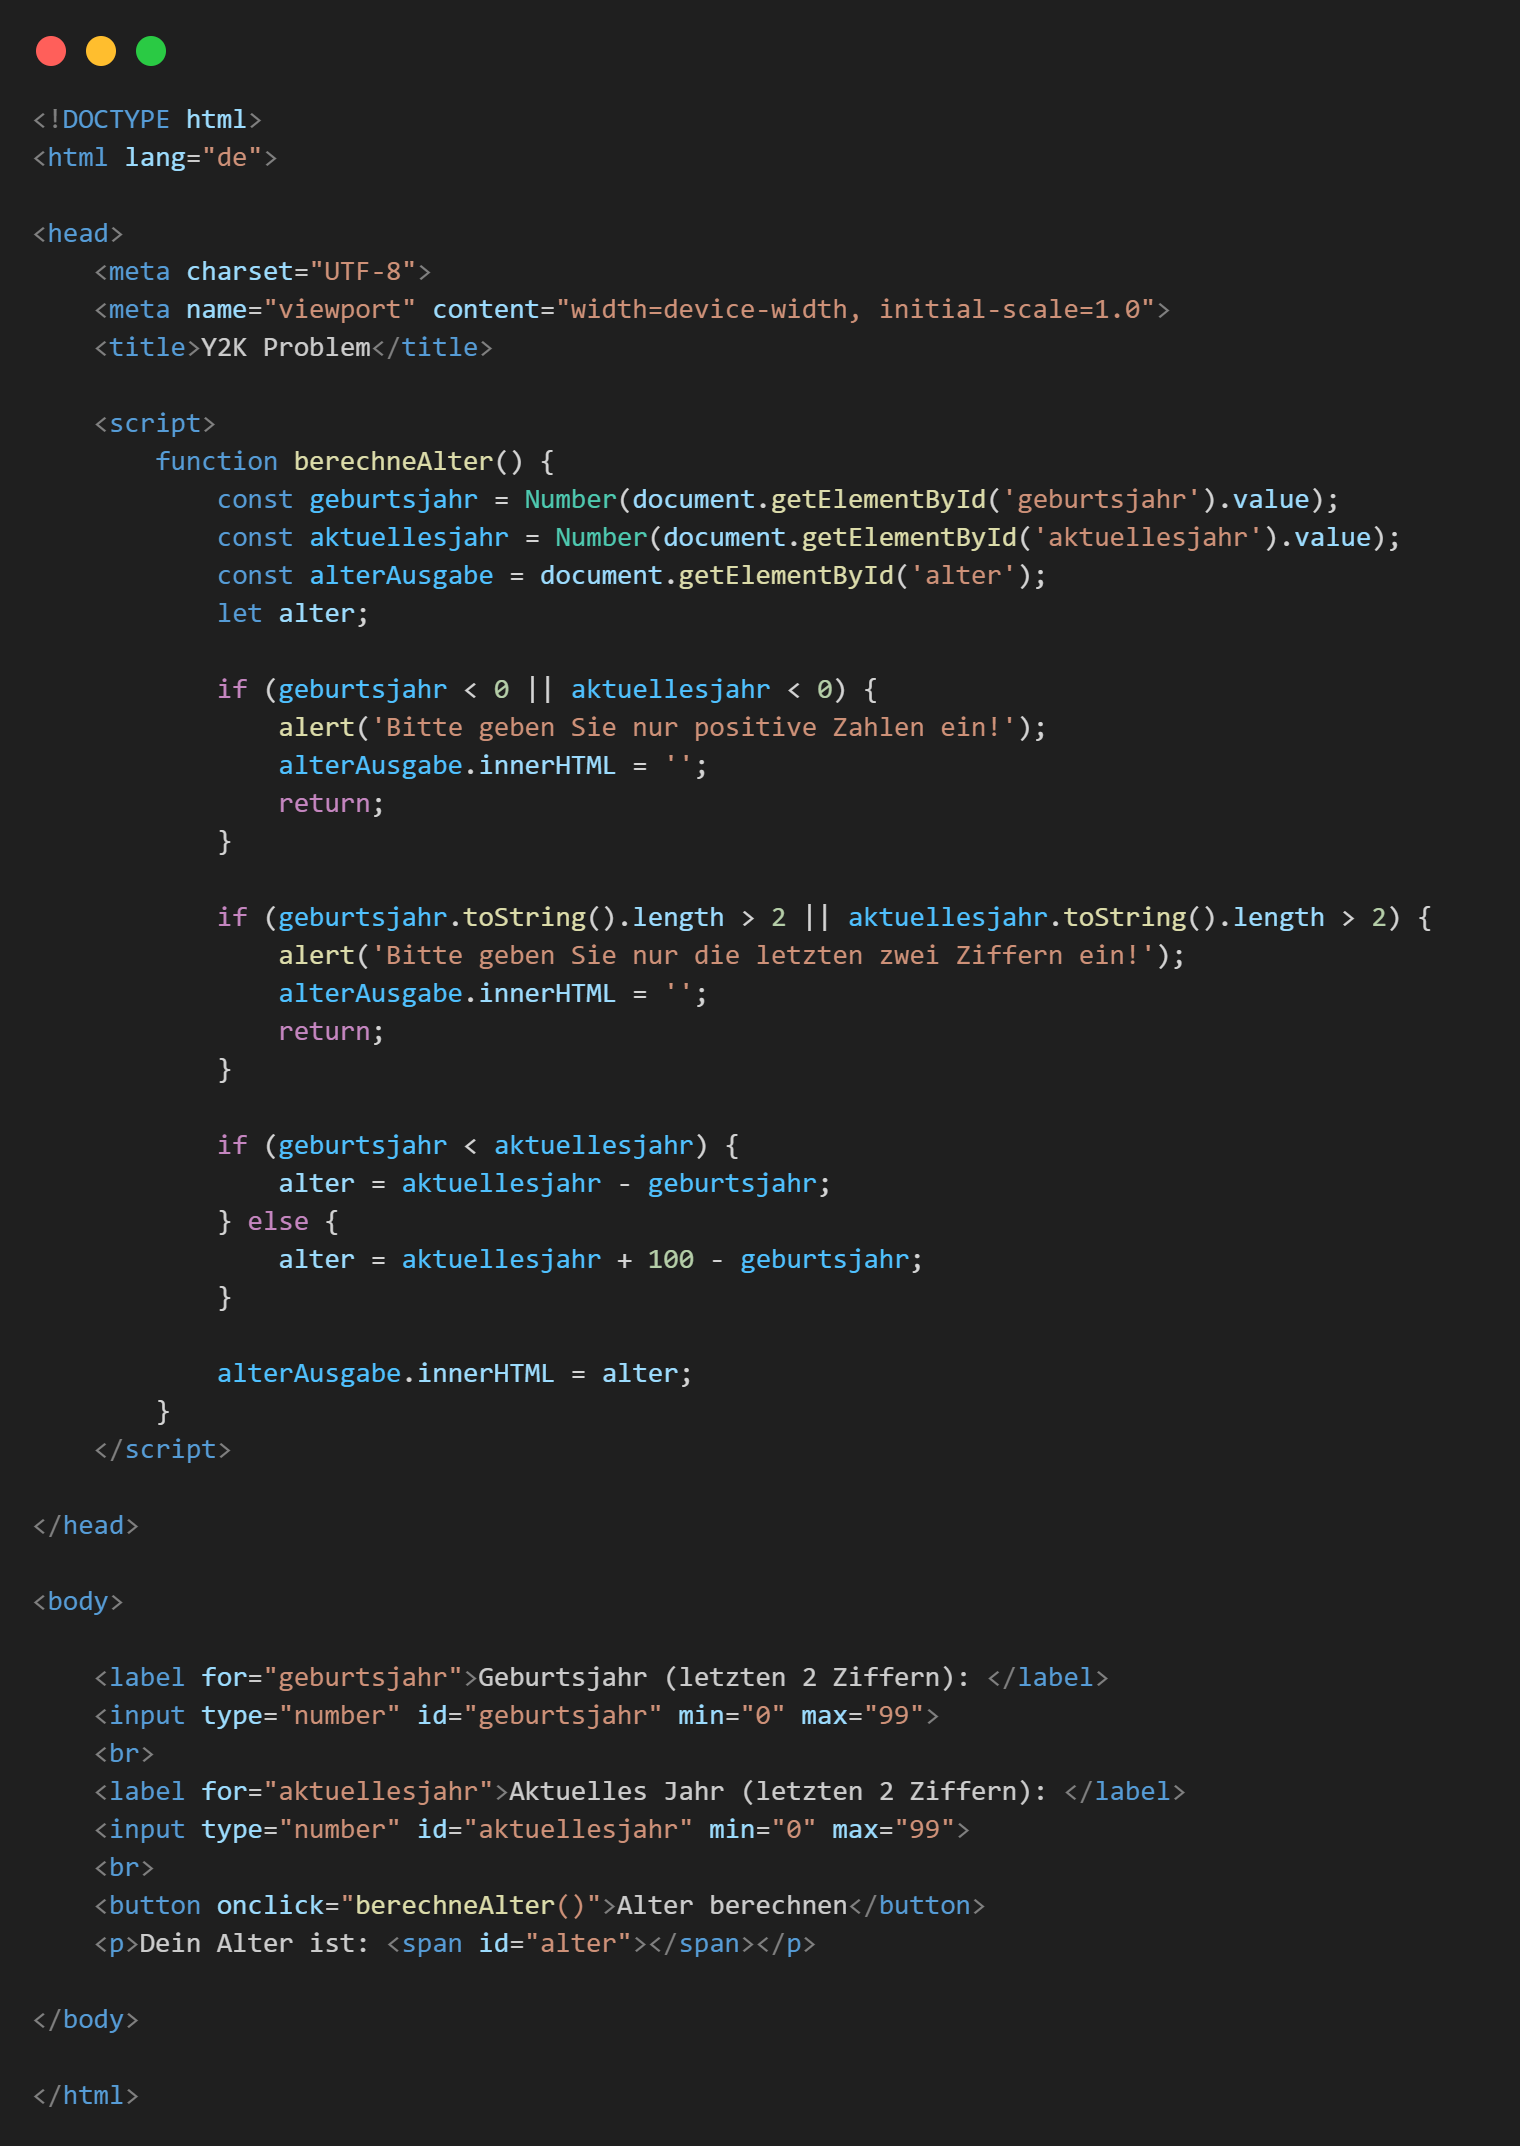 <!DOCTYPE html>
<html lang="de">

<head>
    <meta charset="UTF-8">
    <meta name="viewport" content="width=device-width, initial-scale=1.0">
    <title>Y2K Problem</title>

    <script>
        function berechneAlter() {
            const geburtsjahr = Number(document.getElementById('geburtsjahr').value);
            const aktuellesjahr = Number(document.getElementById('aktuellesjahr').value);
            const alterAusgabe = document.getElementById('alter');
            let alter;

            if (geburtsjahr < 0 || aktuellesjahr < 0) {
                alert('Bitte geben Sie nur positive Zahlen ein!');
                alterAusgabe.innerHTML = '';
                return;
            }

            if (geburtsjahr.toString().length > 2 || aktuellesjahr.toString().length > 2) {
                alert('Bitte geben Sie nur die letzten zwei Ziffern ein!');
                alterAusgabe.innerHTML = '';
                return;
            }

            if (geburtsjahr < aktuellesjahr) {
                alter = aktuellesjahr - geburtsjahr;
            } else {
                alter = aktuellesjahr + 100 - geburtsjahr;
            }

            alterAusgabe.innerHTML = alter;
        }
    </script>

</head>

<body>

    <label for="geburtsjahr">Geburtsjahr (letzten 2 Ziffern): </label>
    <input type="number" id="geburtsjahr" min="0" max="99">
    <br>
    <label for="aktuellesjahr">Aktuelles Jahr (letzten 2 Ziffern): </label>
    <input type="number" id="aktuellesjahr" min="0" max="99">
    <br>
    <button onclick="berechneAlter()">Alter berechnen</button>
    <p>Dein Alter ist: <span id="alter"></span></p>

</body>

</html>